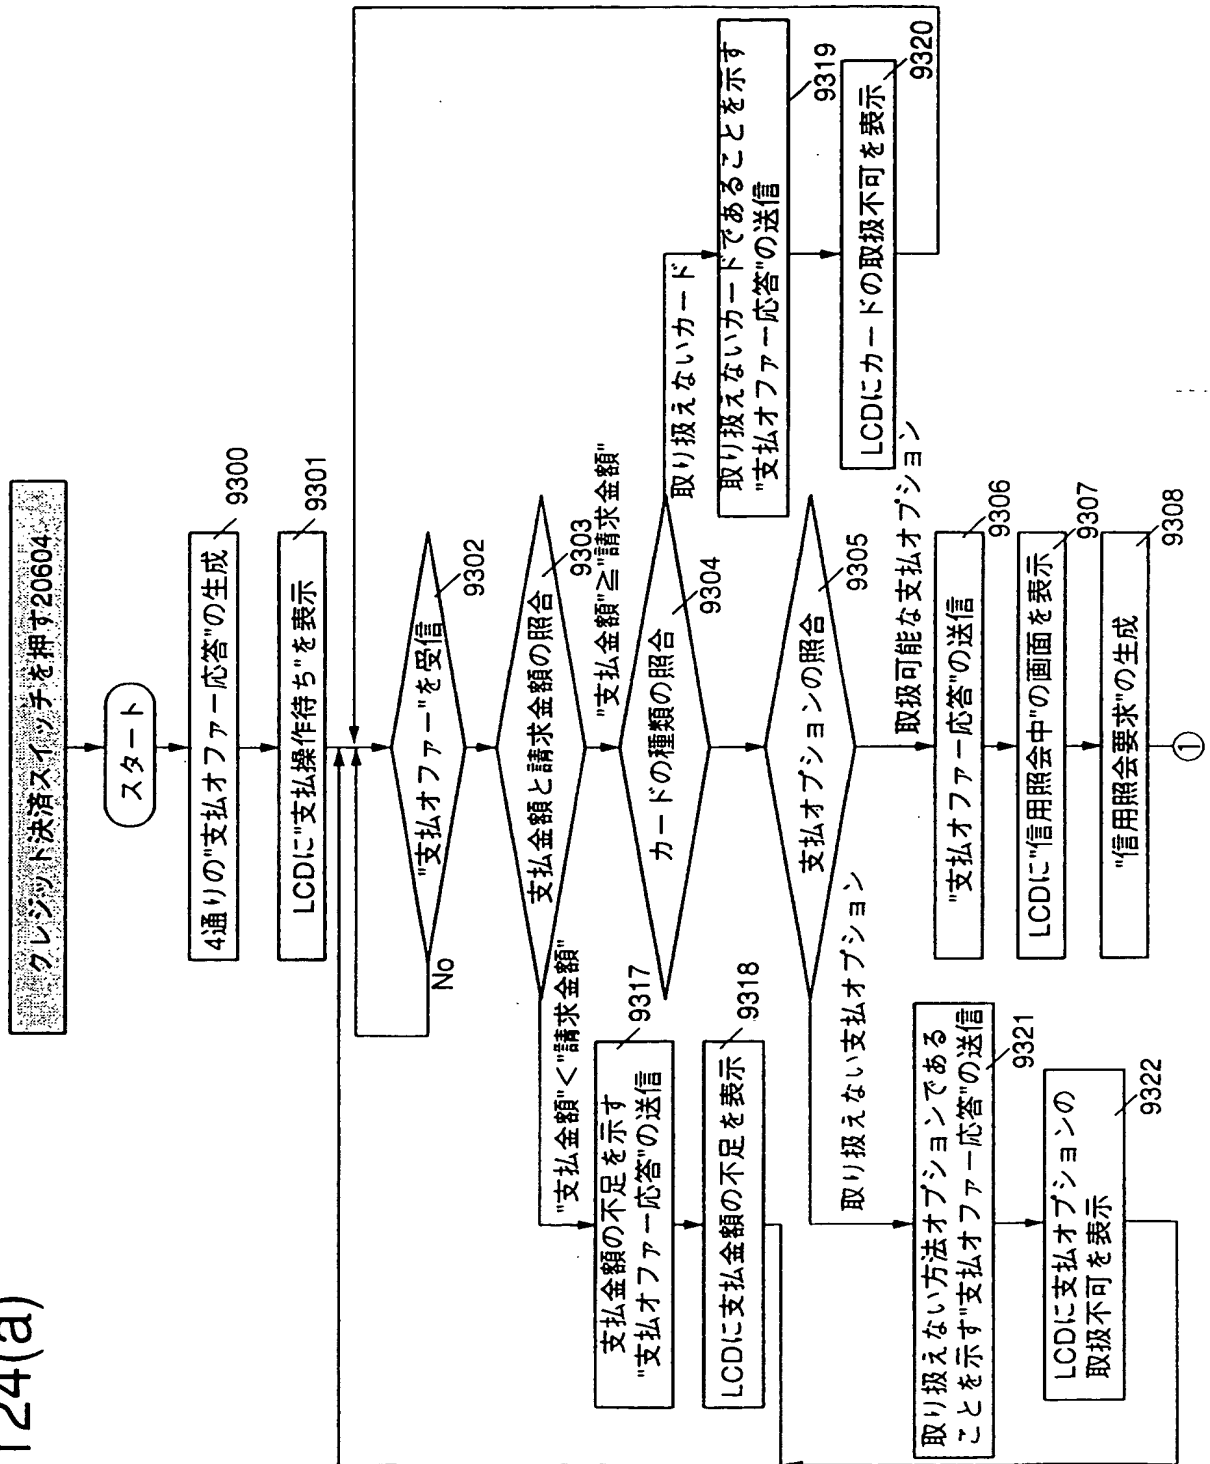 124(a)
クレジット決済スイッチを押す20604
スタート
4通りの"支払オファー応答"の生成
9300
LCDに"支払操作待ち"を表示
9301
"支払オファー"を受信
9302
No
支払金額と請求金額の照合
9303
"支払金額"<"請求金額"
"支払金額"≧"請求金額"
支払金額の不足を示す
"支払オファー応答"の送信
9317
LCDに支払金額の不足を表示
9318
カードの種類の照合
9304
取り扱えないカード
取り扱えないカードであることを示す
"支払オファー応答"の送信
9319
LCDにカードの取扱不可を表示
9320
支払オプションの照合
9305
取り扱えない支払オプション
取扱可能な支払オプション
取り扱えない方法オプションである
ことを示す"支払オファー応答"の送信
9321
LCDに支払オプションの
取扱不可を表示
9322
"支払オファー応答"の送信
9306
LCDに"信用照会中"の画面を表示
9307
"信用照会要求"の生成
9308
①